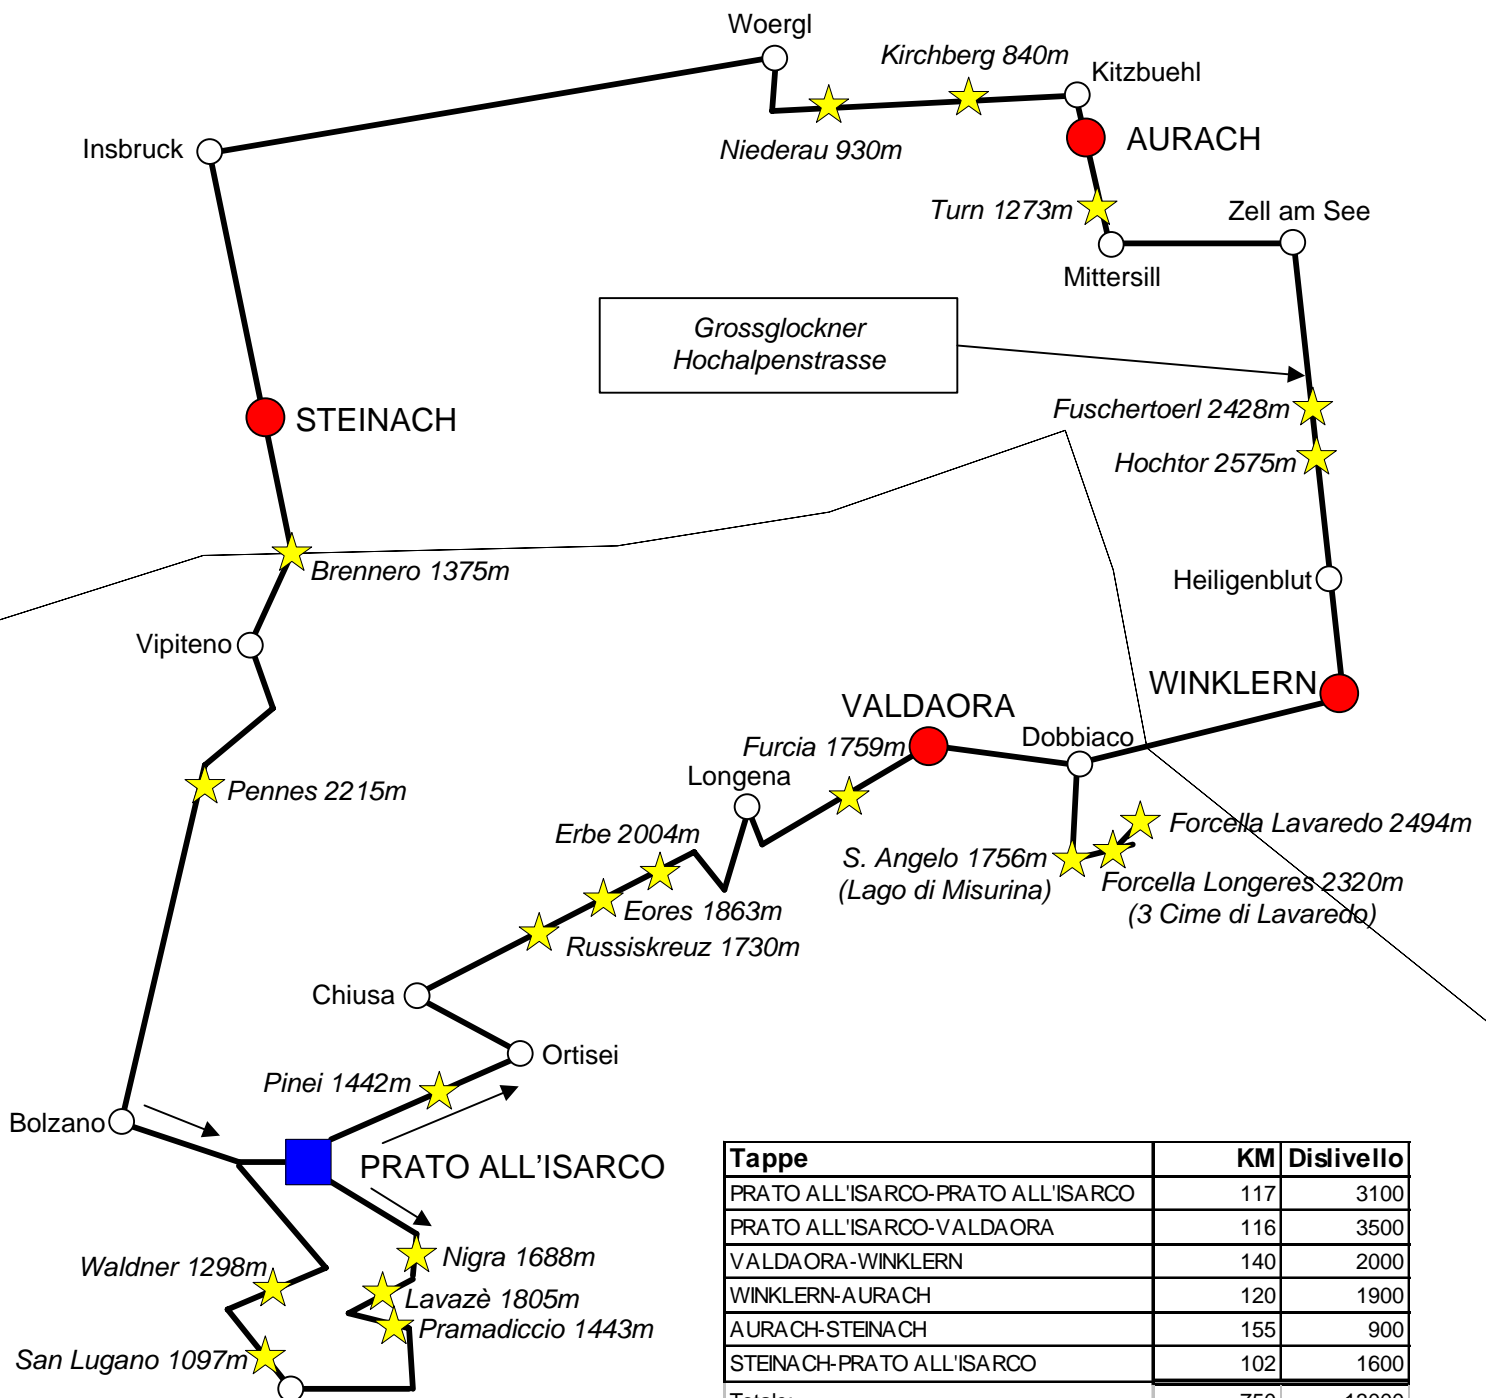 Woergl
Kirchberg 840m
Kitzbuehl
Insbruck
Niederau 930m
AURACH
Turn 1273m
Zell am See
Mittersill
Grossglockner
Hochalpenstrasse
STEINACH
Fuschertoerl 2428m
Hochtor 2575m
Brennero 1375m
Heiligenblut
Vipiteno
WINKLERN
VALDAORA
Furcia 1759m
Dobbiaco
Longena
Pennes 2215m
Erbe 2004m
Forcella Lavaredo 2494m
S. Angelo 1756m
(Lago di Misurina)
Forcella Longeres 2320m
(3 Cime di Lavaredo)
Eores 1863m
Russiskreuz 1730m
Chiusa
Ortisei
Pinei 1442m
Bolzano
PRATO ALL'ISARCO
Nigra 1688m
Waldner 1298m
Lavazè 1805m
Pramadiccio 1443m
San Lugano 1097m
Tappe KM Dislivello
PRATO ALL'ISARCO-PRATO ALL'ISARCO 117 3100
PRATO ALL'ISARCO-VALDAORA 116 3500
VALDAORA-WINKLERN 140 2000
WINKLERN-AURACH 120 1900
AURACH-STEINACH 155 900
STEINACH-PRATO ALL'ISARCO 102 1600